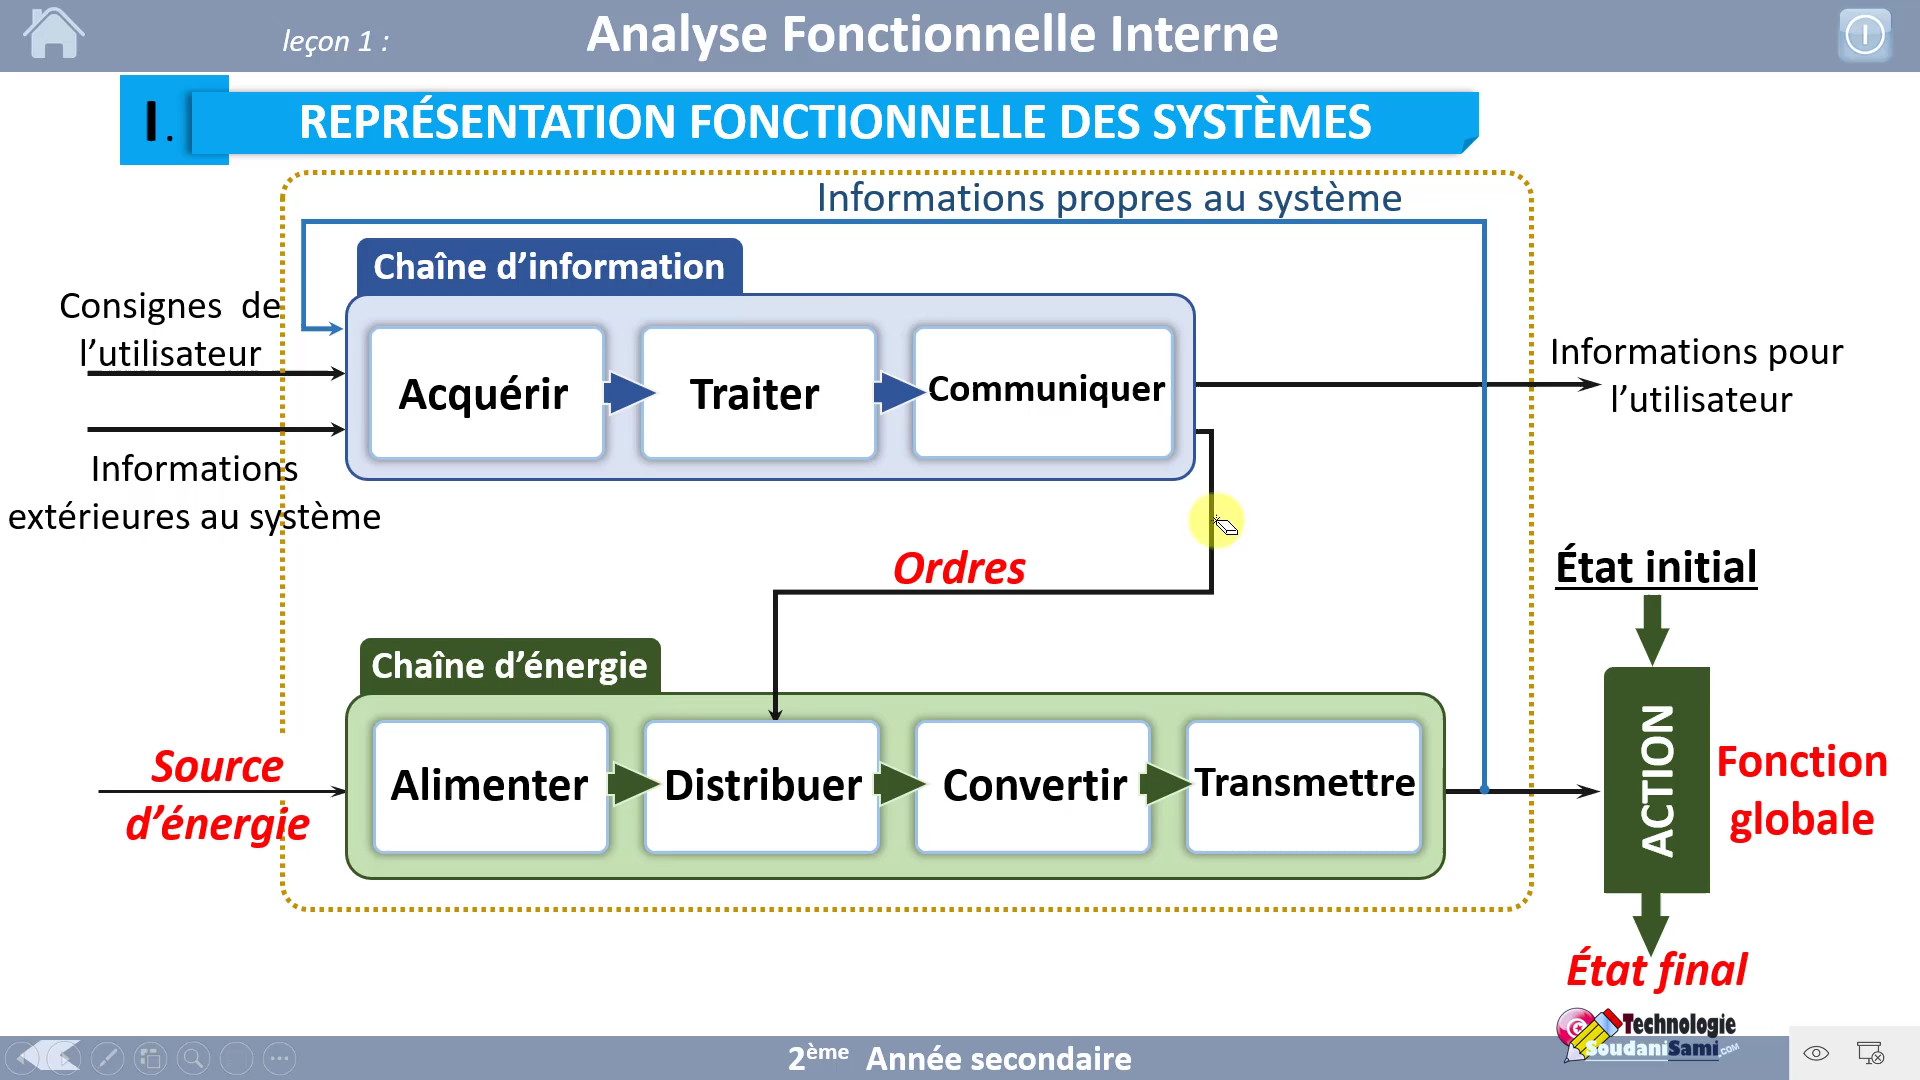 leçon 1 :
Analyse Fonctionnelle Interne
I.
REPRÉSENTATION FONCTIONNELLE DES SYSTÈMES
Informations propres au système
Chaîne d’information
Consignes de
l’utilisateur
Acquérir
Traiter
Communiquer
Informations pour
l’utilisateur
Informations
extérieures au système
Ordres
État initial
Chaîne d’énergie
Source
d’énergie
Alimenter
Distribuer
Convertir
Transmettre
ACTION
Fonction
globale
État final
Technologie
SoudaniSami.COM
2ème Année secondaire